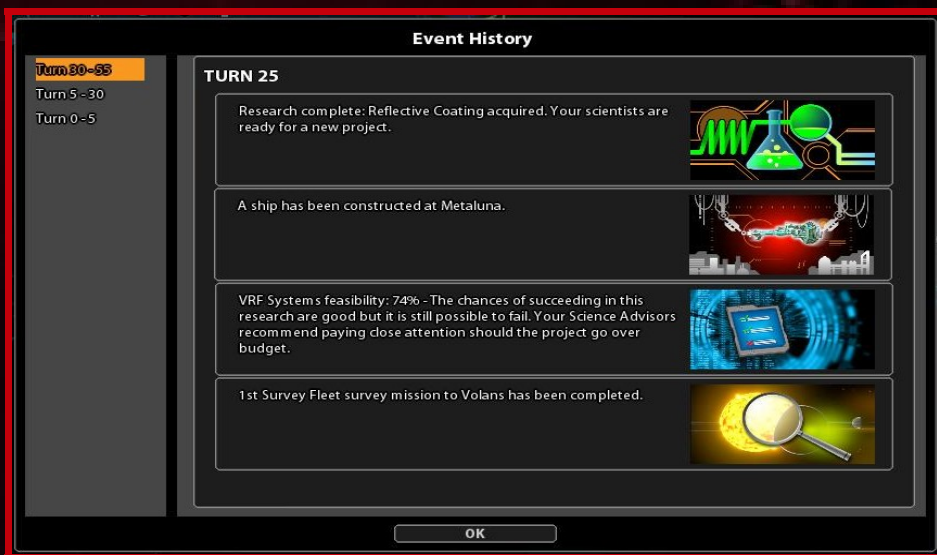 Event History
Turn 30 - 55
Turn 5 - 30
Turn 0 - 5
TURN 25
Research complete: Reflective Coating acquired. Your scientists are
ready for a new project.
A ship has been constructed at Metaluna.
VRF Systems feasibility: 74% - The chances of succeeding in this
research are good but it is still possible to fail. Your Science Advisors
recommend paying close attention should the project go over
budget.
1st Survey Fleet survey mission to Volans has been completed.
OK